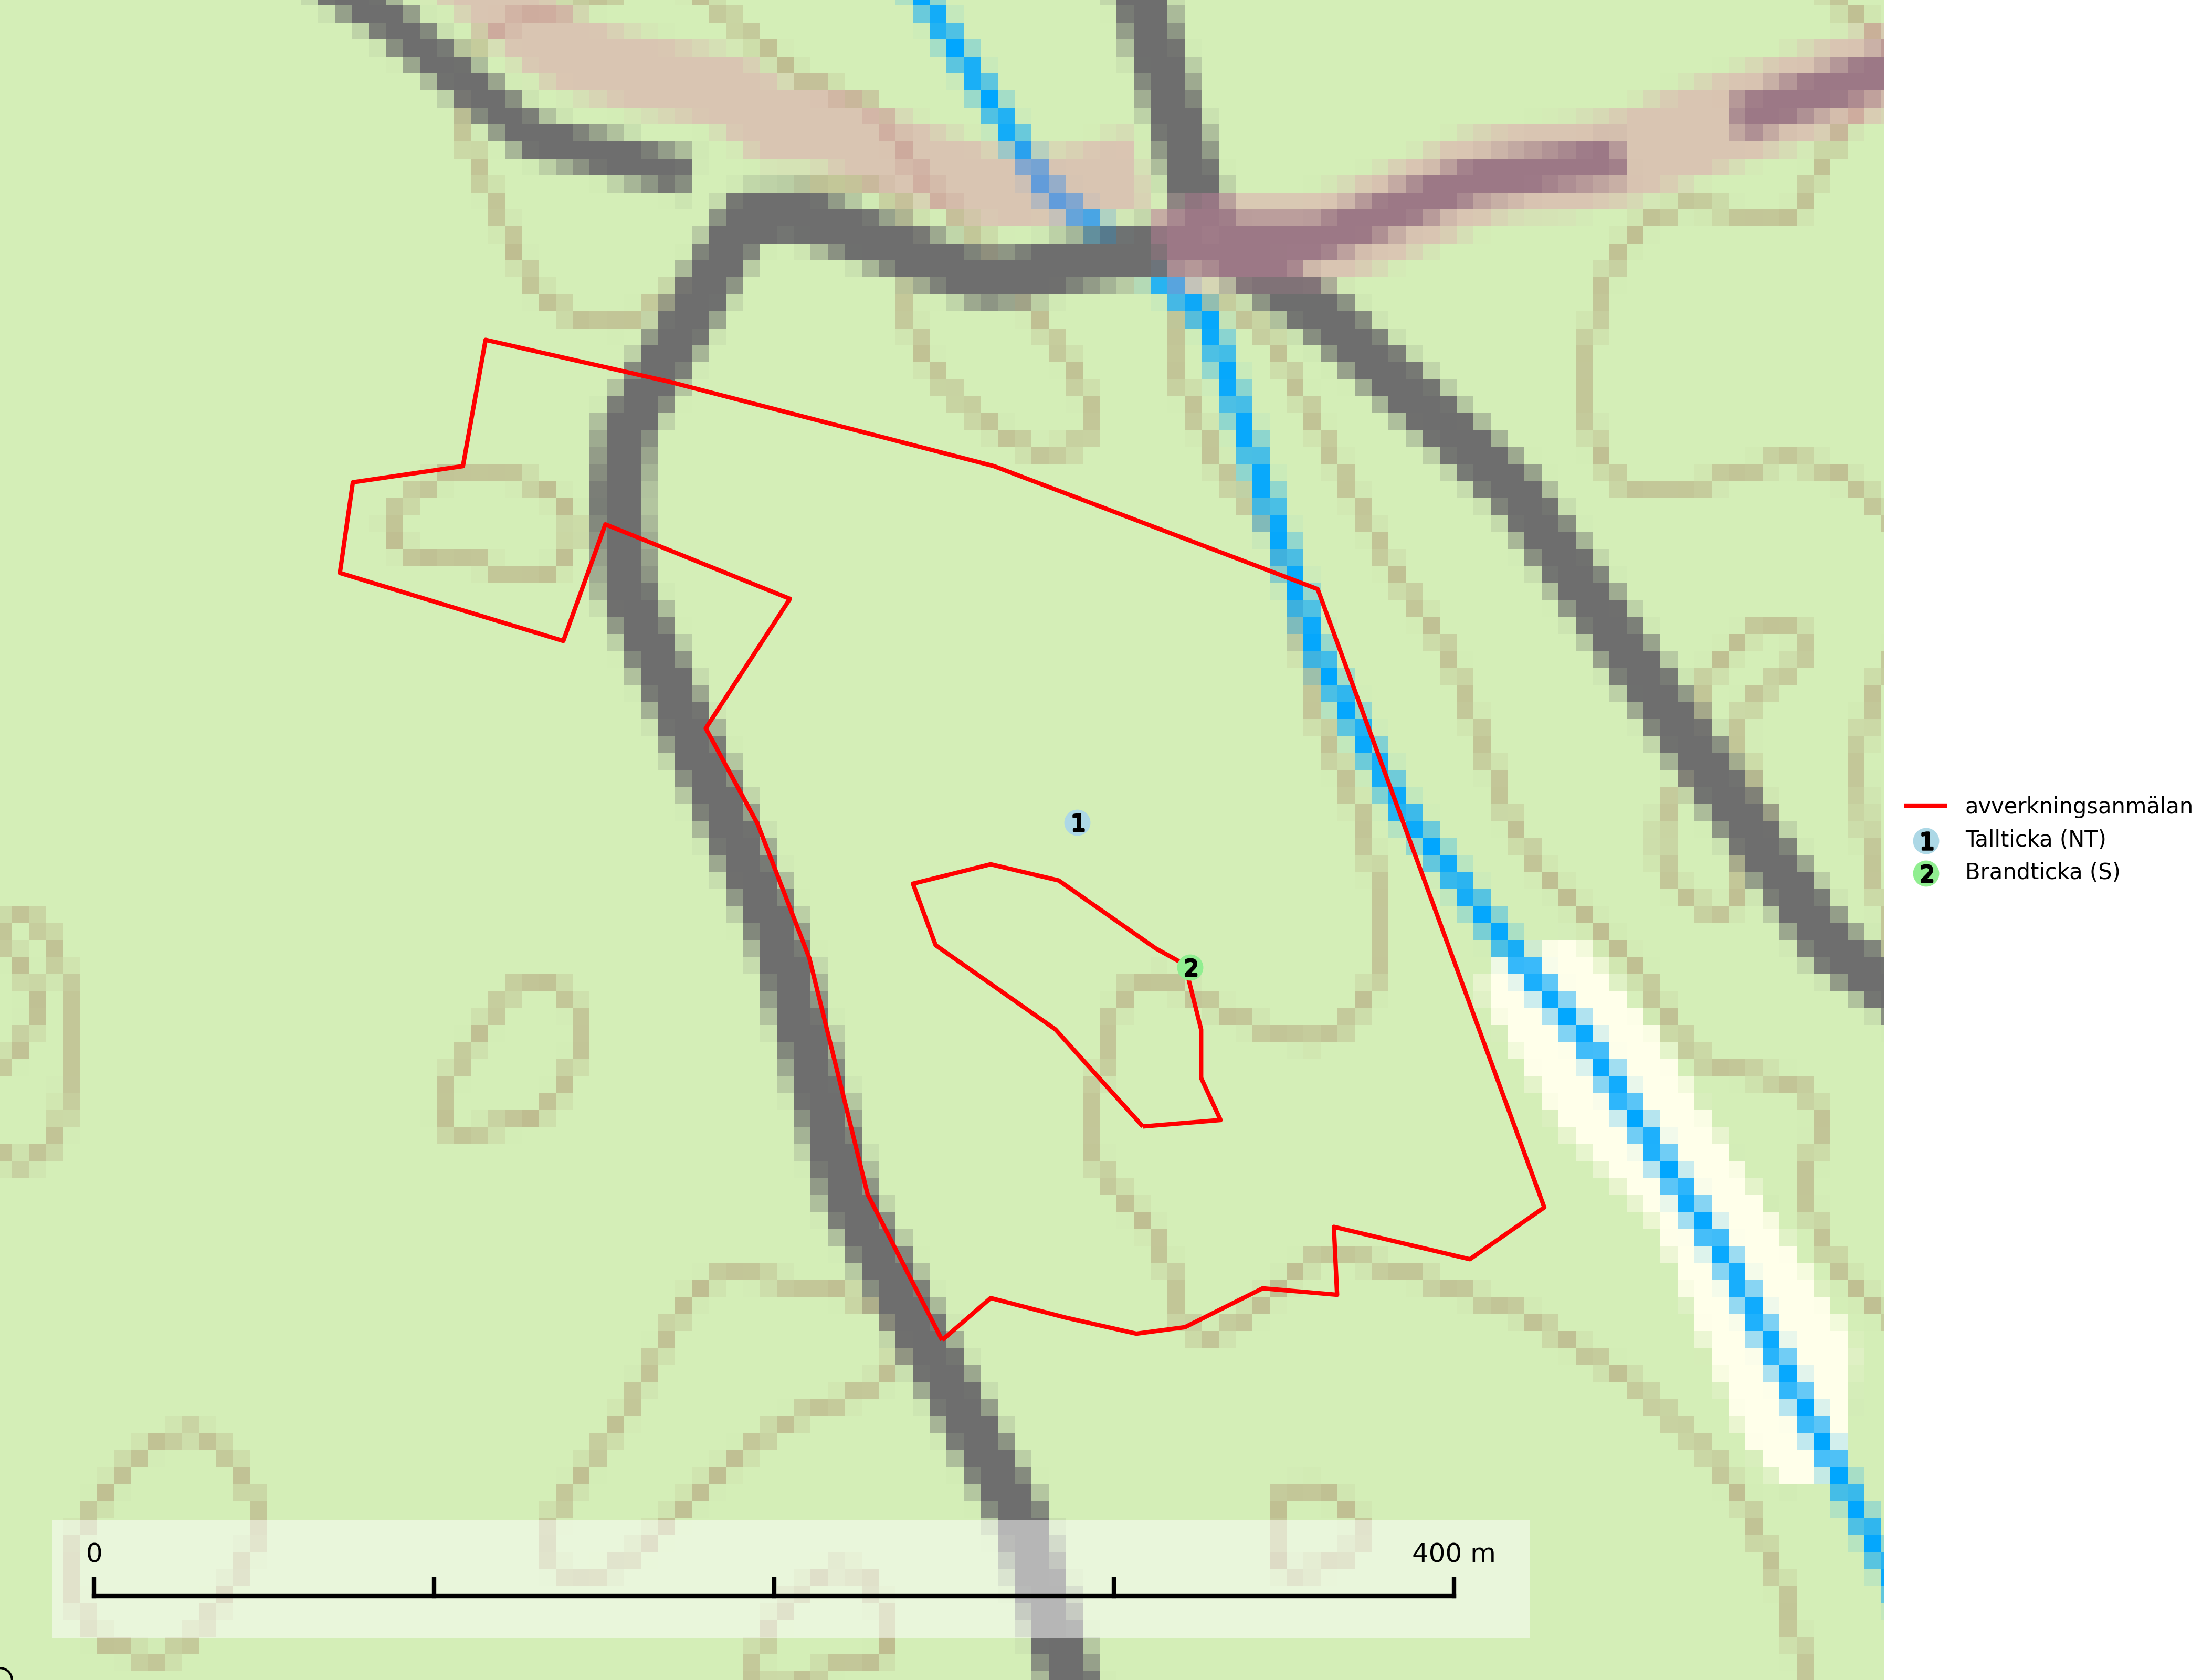 1
2
avverkningsanmälan
1 Tallticka (NT)
2 Brandticka (S)
0 400 m